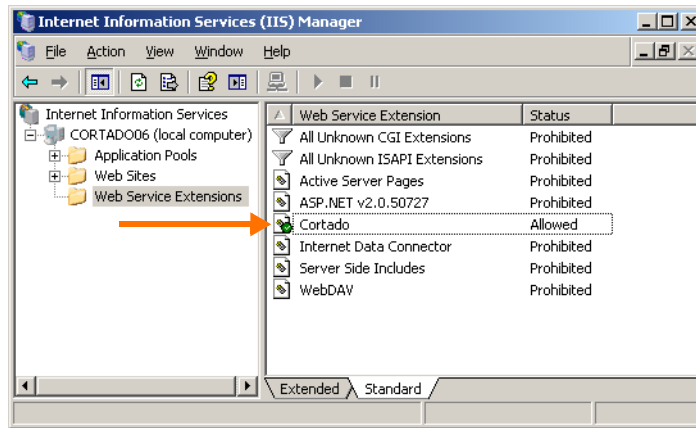 Internet Information Services (IIS) Manager
File Action View Window Help
Internet Information Services
CORTADO06 (local computer)
Application Pools
Web Sites
Web Service Extensions
Web Service Extension Status
All Unknown CGI Extensions Prohibited
All Unknown ISAPI Extensions Prohibited
Active Server Pages Prohibited
ASP.NET v2.0.50727 Prohibited
Cortado Allowed
Internet Data Connector Prohibited
Server Side Includes Prohibited
WebDAV Prohibited
Extended Standard